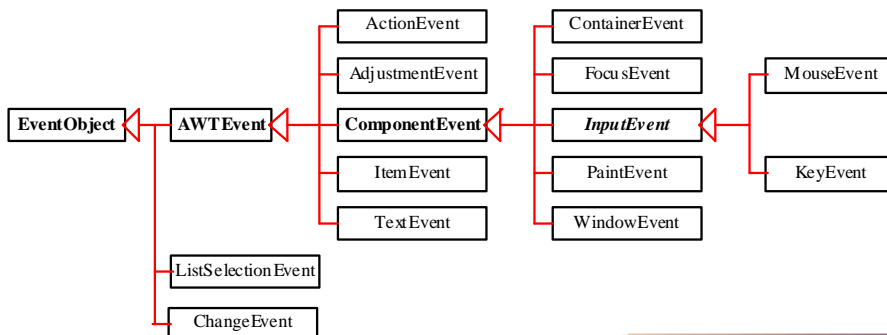 ActionEvent
ContainerEvent
AdjustmentEvent
FocusEvent
MouseEvent
EventObject
AWTEvent
ComponentEvent
InputEvent
ItemEvent
PaintEvent
KeyEvent
TextEvent
WindowEvent
ListSelectionEvent
ChangeEvent